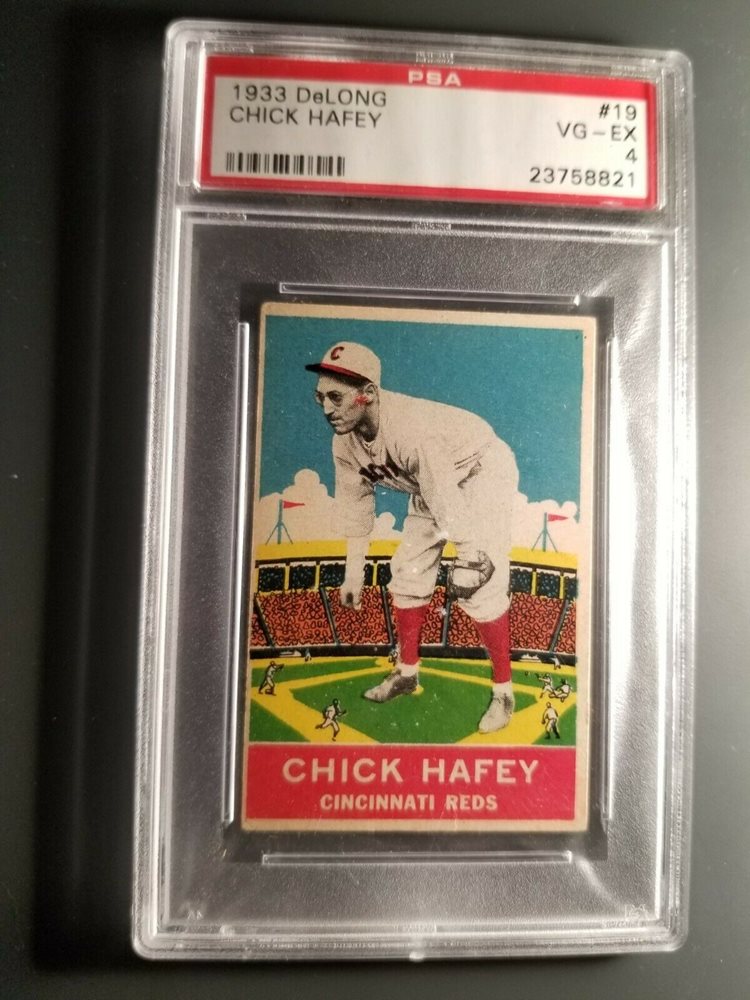 PSA
1933 DeLONG
#19
CHICK HAFEY
VG-EX
4
23758821
C
CHICK HAFEY
CINCINNATI REDS